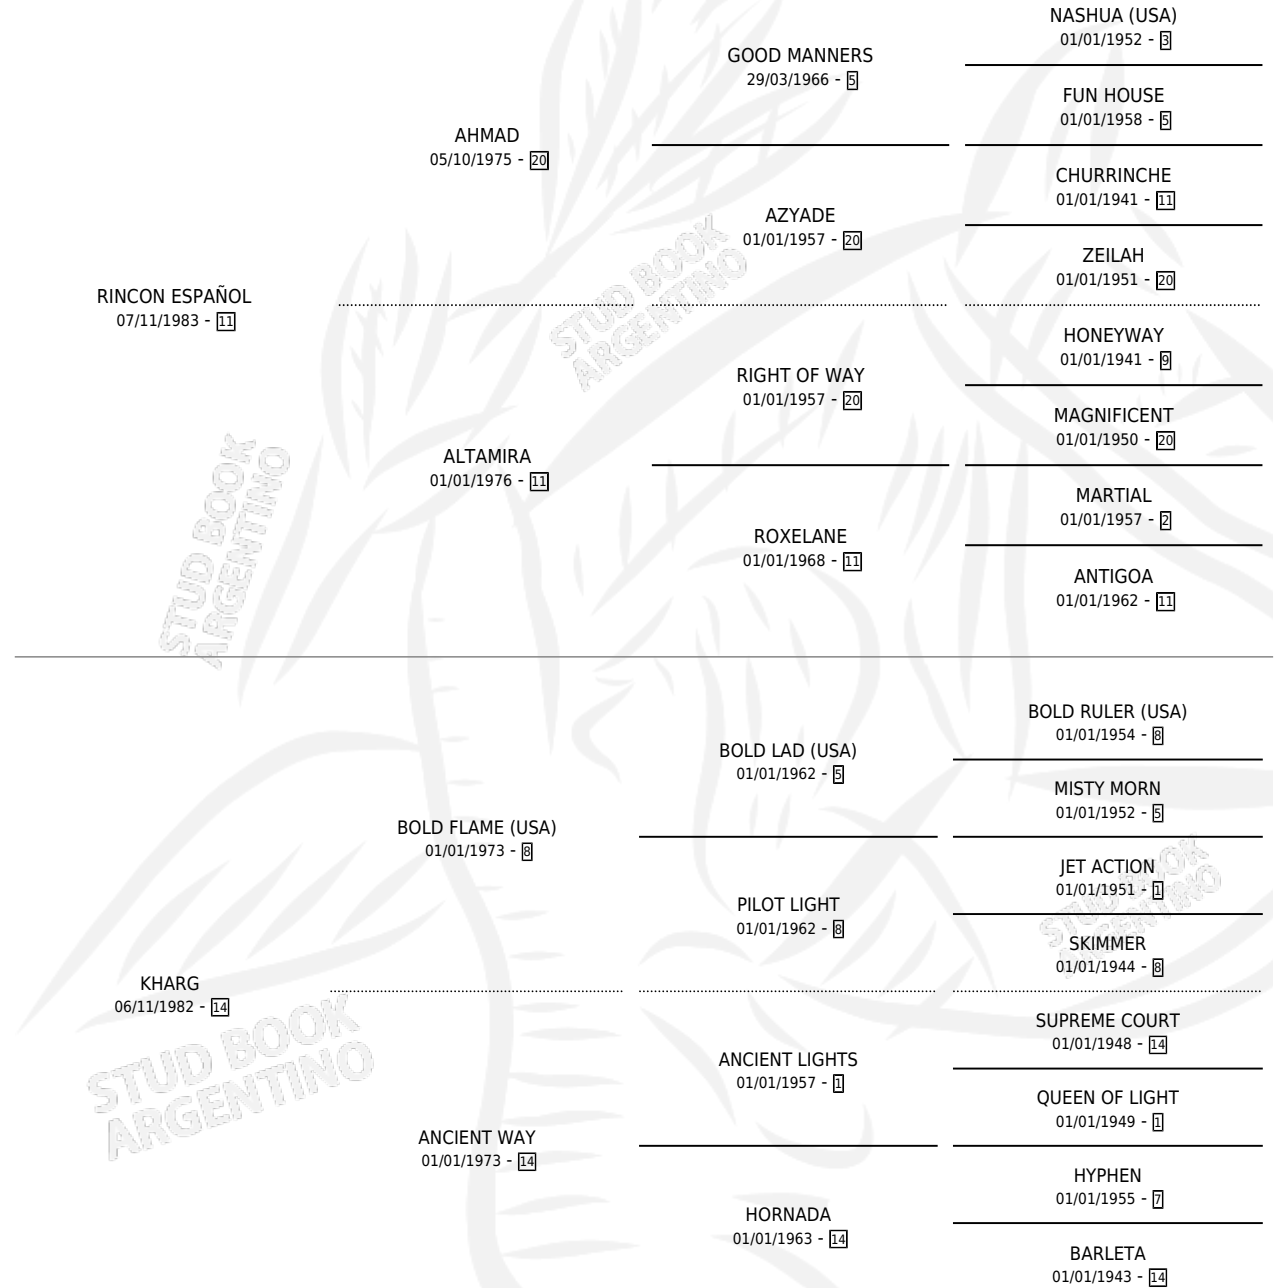 NASHUA (USA)
01/01/1952 - 3
GOOD MANNERS
29/03/1966 - 5
FUN HOUSE
01/01/1958 - 5
AHMAD
05/10/1975 - 20
CHURRINCHE
01/01/1941 - 11
AZYADE
01/01/1957 - 20
ZEILAH
01/01/1951 - 20
RINCON ESPAÑOL
07/11/1983 - 11
HONEYWAY
01/01/1941 - 9
RIGHT OF WAY
01/01/1957 - 20
MAGNIFICENT
01/01/1950 - 20
ALTAMIRA
01/01/1976 - 11
MARTIAL
01/01/1957 - 2
ROXELANE
01/01/1968 - 11
ANTIGOA
01/01/1962 - 11
STUD BOOK
ARGENTINO
STUD BOOK
ARGENTINO
BOLD RULER (USA)
01/01/1954 - 8
BOLD LAD (USA)
01/01/1962 - 5
MISTY MORN
01/01/1952 - 5
BOLD FLAME (USA)
01/01/1973 - 8
JET ACTION
01/01/1951 - 1
PILOT LIGHT
01/01/1962 - 8
SKIMMER
01/01/1944 - 8
KHARG
06/11/1982 - 14
SUPREME COURT
01/01/1948 - 14
ANCIENT LIGHTS
01/01/1957 - 1
QUEEN OF LIGHT
01/01/1949 - 1
ANCIENT WAY
01/01/1973 - 14
HYPHEN
01/01/1955 - 7
HORNADA
01/01/1963 - 14
BARLETA
01/01/1943 - 14
STUD BOOK
ARGENTINO
STUD BOOK
ARGENTINO